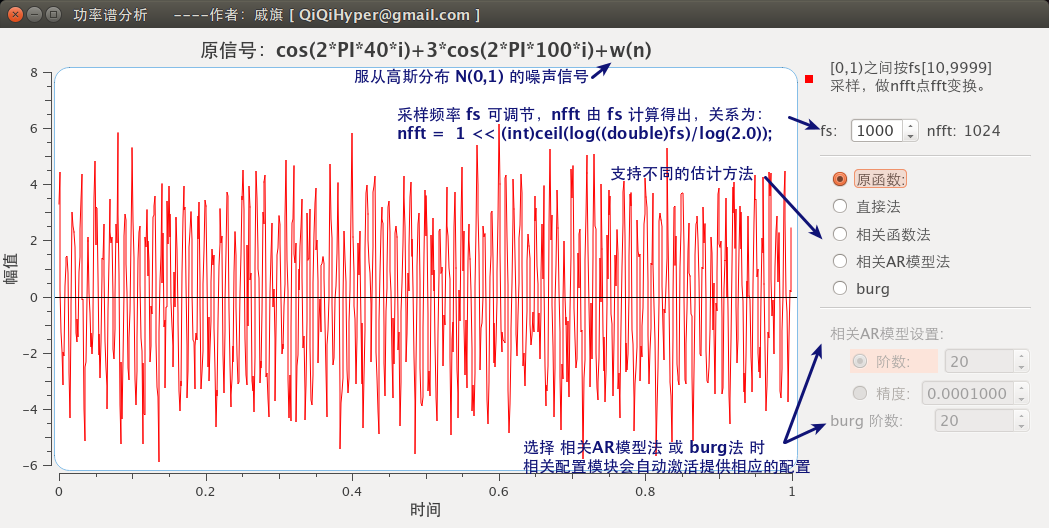 功率谱分析 ----作者：戚旗 [ QiQiHyper@gmail.com ]
原信号：cos(2*PI*40*i)+3*cos(2*PI*100*i)+w(n)
服从高斯分布 N(0,1) 的噪声信号
采样频率 fs 可调节，nfft 由 fs 计算得出，关系为：
nfft = 1 << (int)ceil(log((double)fs)/log(2.0));
支持不同的估计方法
选择 相关AR模型法 或 burg法 时
相关配置模块会自动激活提供相应的配置
幅值
8
6
4
2
0
-2
-4
-6
0
0.2
0.4
0.6
0.8
1
时间
[0,1)之间按fs[10,9999]
采样，做nfft点fft变换。
fs: 1000 nfft: 1024
原函数:
直接法
相关函数法
相关AR模型法
burg
相关AR模型设置:
阶数: 20
精度: 0.0001000
burg 阶数: 20